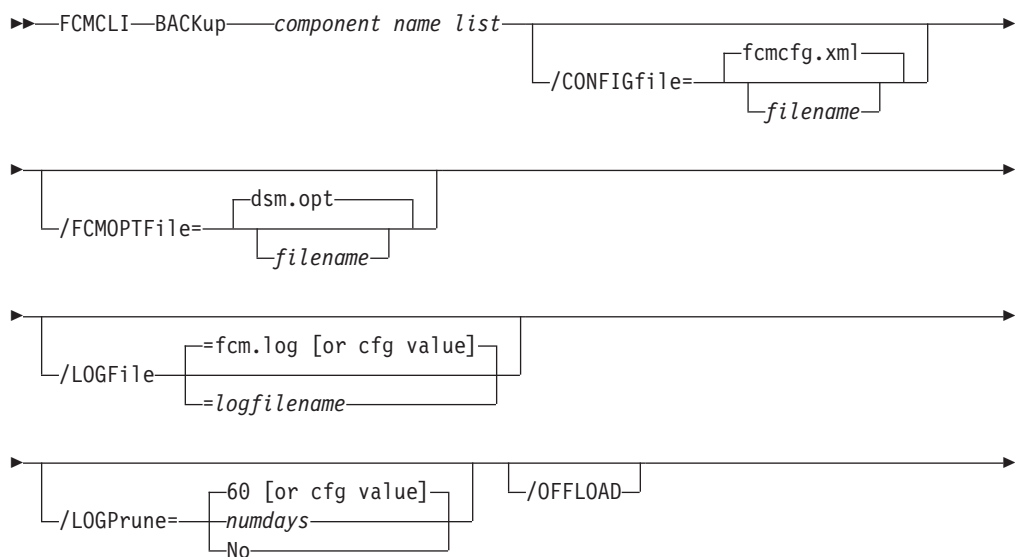 FCMCLI BACKup component name list
fcmcfg.xml
/CONFIGfile=
filename
dsm.opt
/FCMOPTFile=
filename
=fcm.log [or cfg value]
/LOGFile
=logfilename
60 [or cfg value]
/OFFLOAD
/LOGPrune=
numdays
No